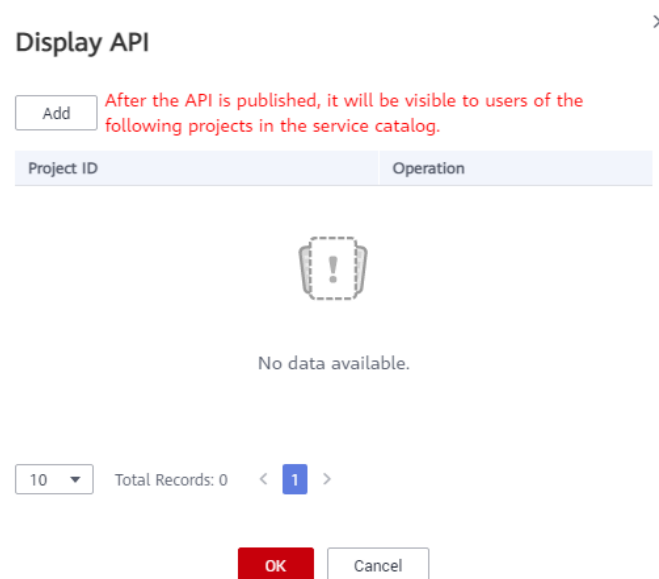 Display API
Add
After the API is published, it will be visible to users of the
following projects in the service catalog.
Project ID
Operation
No data available.
10
Total Records: 0
1
OK
Cancel